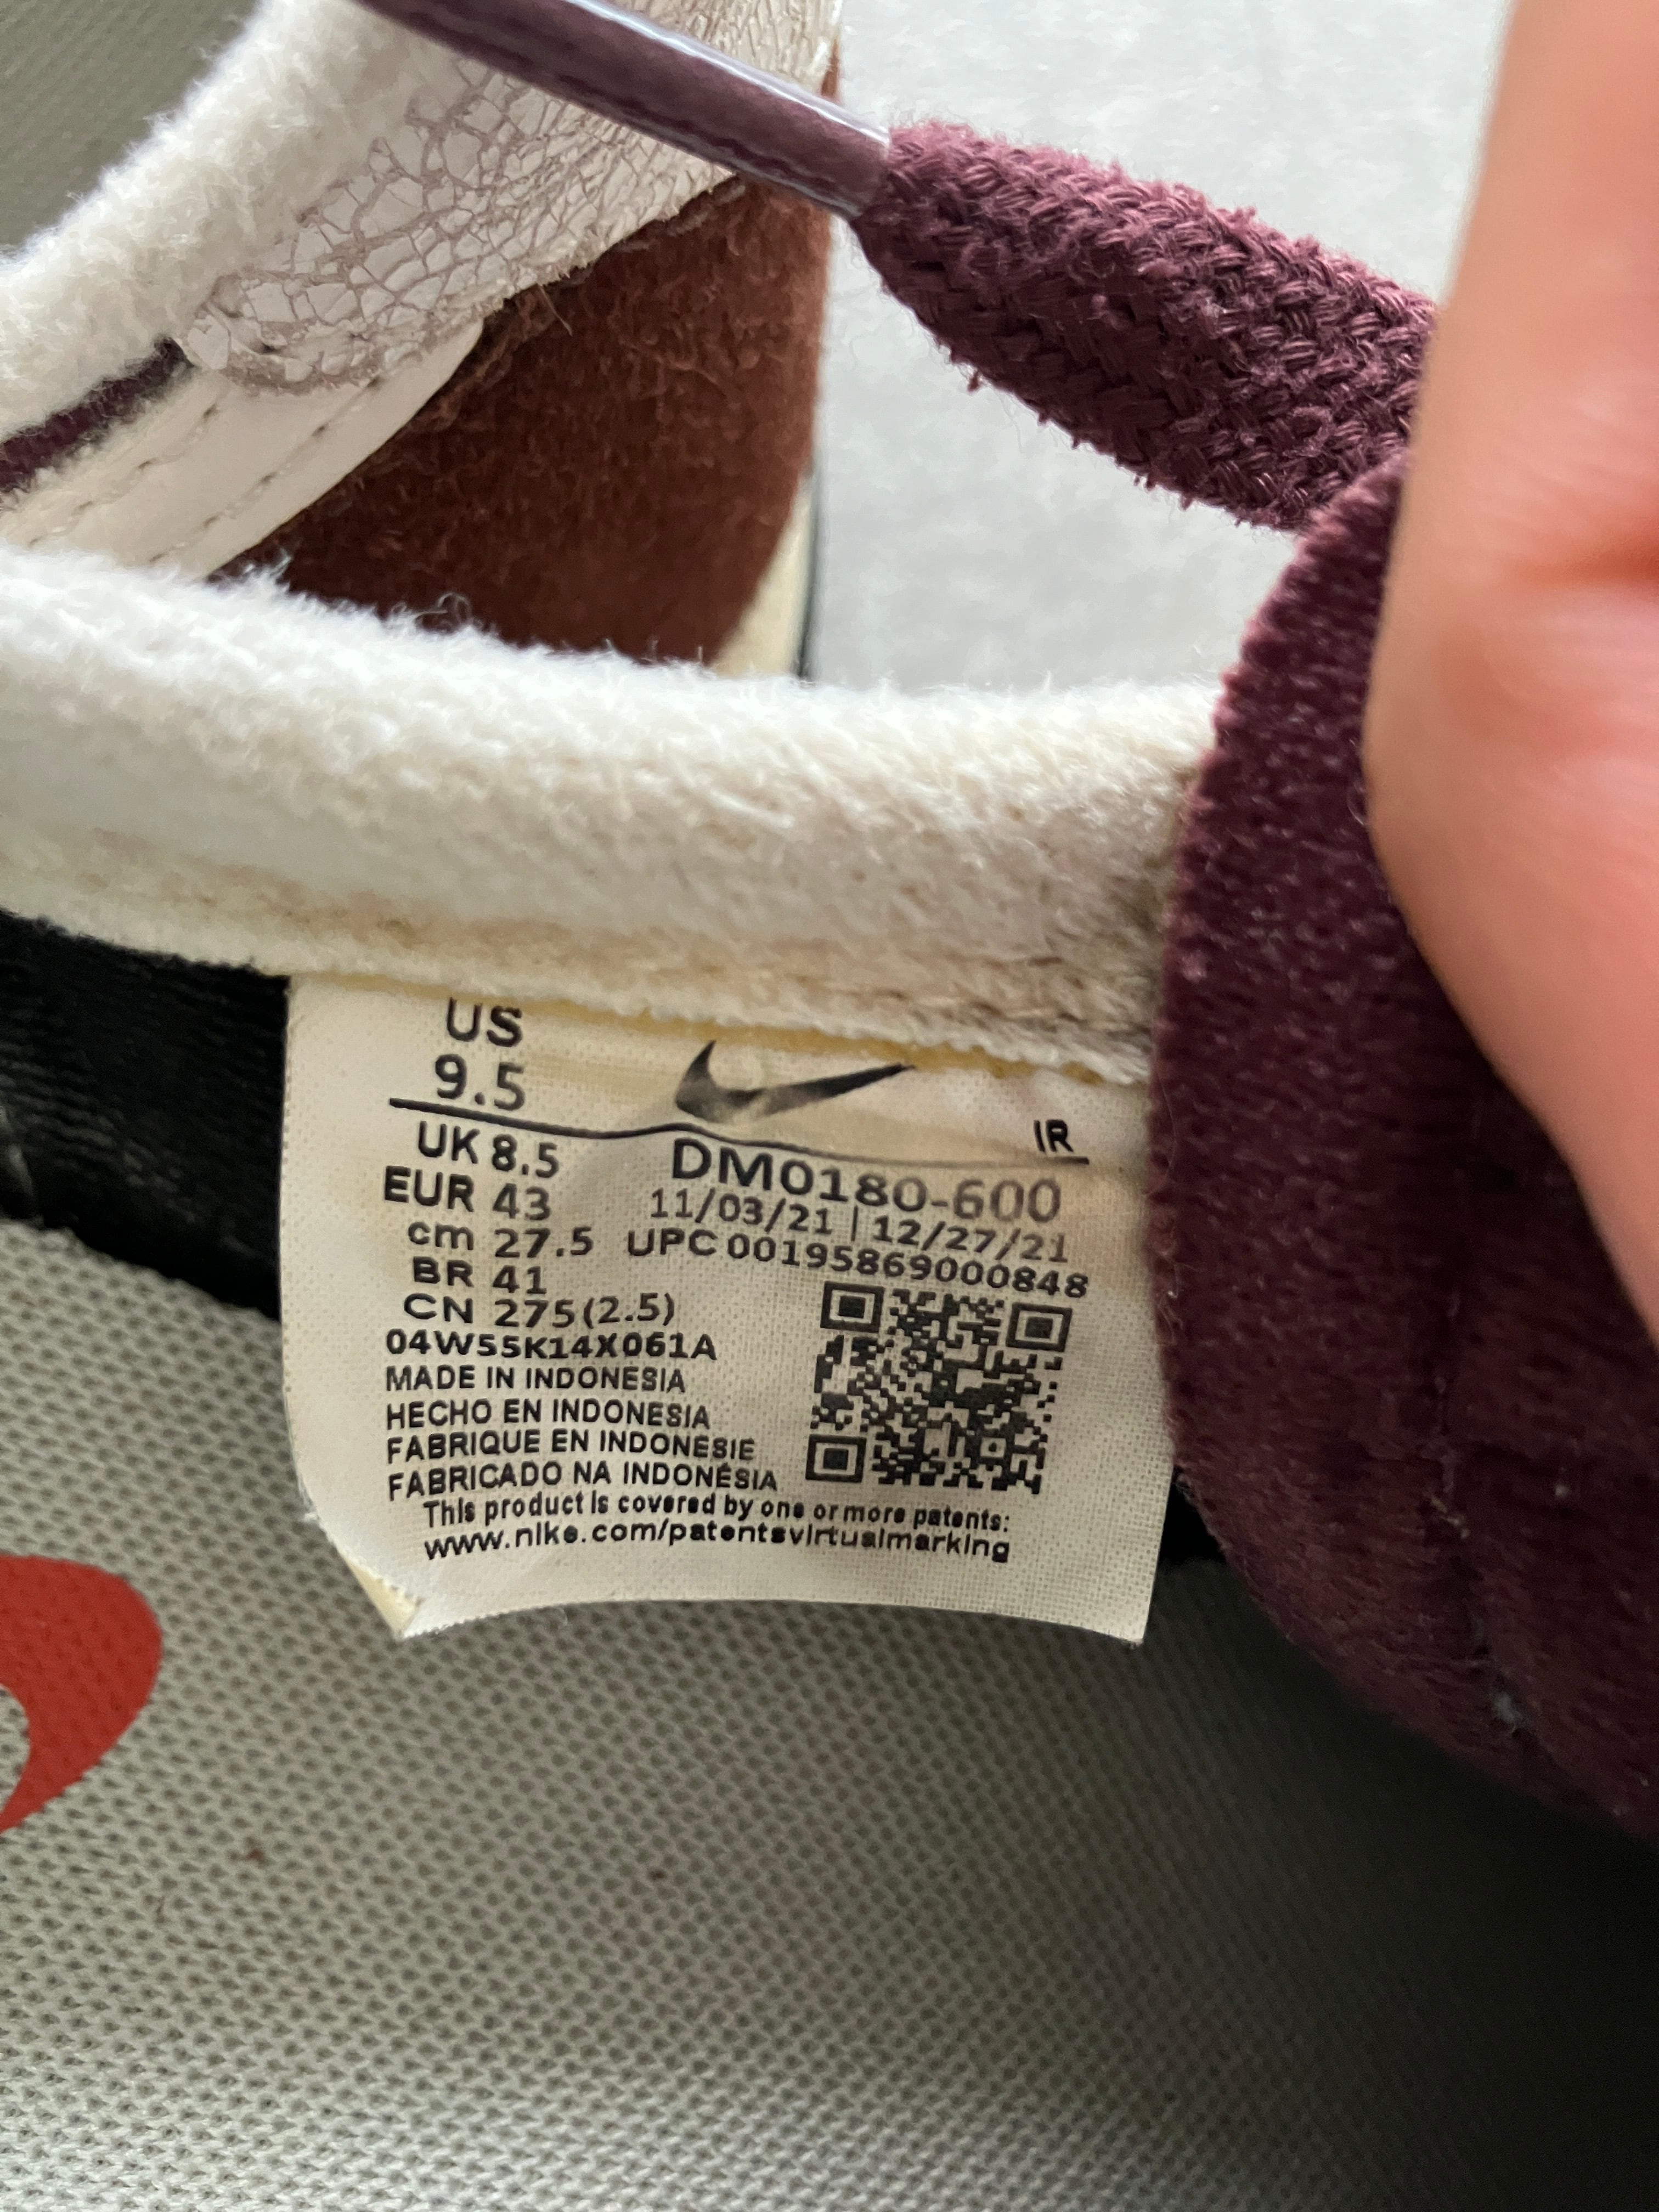 US
9.5
IR
UK 8.5
DM0180-600
EUR 43
11/03/21 | 12/27/21
cm 27.5
UPC 00195869000848
BR 41
CN 275(2.5)
04W55K14X061A
MADE IN INDONESIA
HECHO EN INDONESIA
FABRIQUE EN INDONESIE
FABRICADO NA INDONÉSIA
This product is covered by one or more patents:
www.nike.com/patentsvirtualmarking